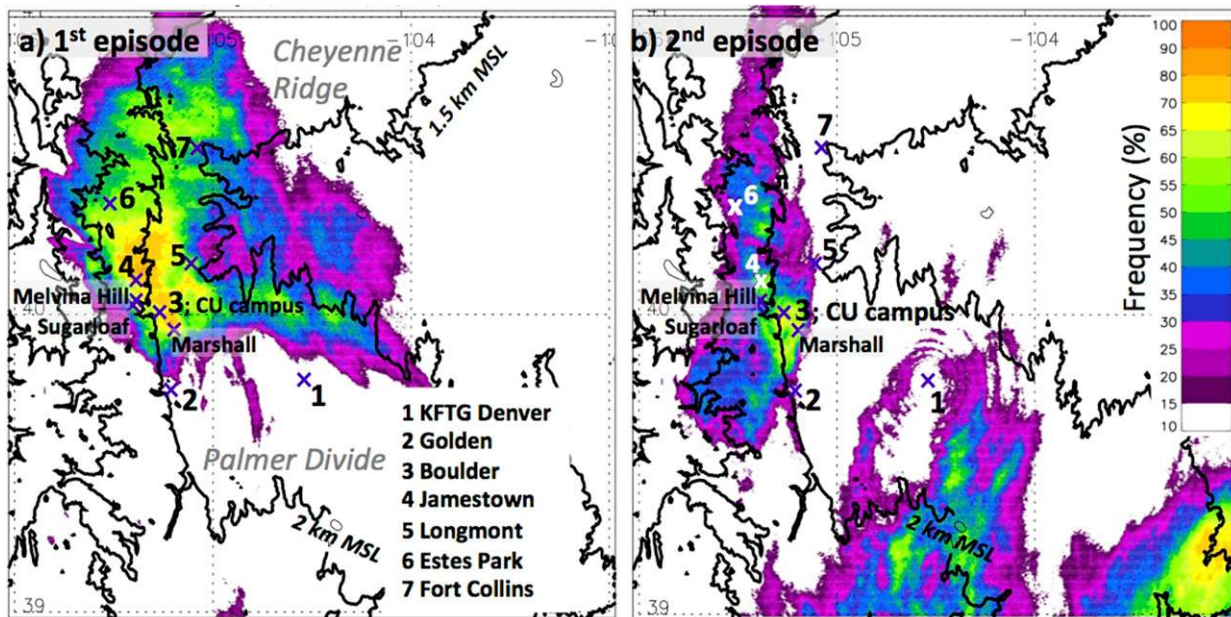 a) 1st episode
-105
-104
-10
Cheyenne
Ridge
1.5 km MSL
7
6
5
4
Melvina Hill
3; CU campus
Sugarloaf
Marshall
40
2
1
Palmer Divide
2 km MSL
39
1 KFTG Denver
2 Golden
3 Boulder
4 Jamestown
5 Longmont
6 Estes Park
7 Fort Collins
b) 2nd episode
-105
-104
7
6
5
4
Melvina Hill
3; CU campus
Sugarloaf
Marshall
40
2
1
2 km MSL
39
Frequency (%)
100
90
80
70
65
60
55
50
45
40
35
30
25
20
15
10